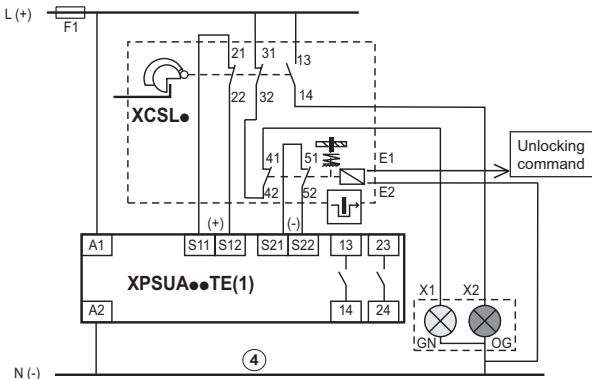 L (+)
F1
21
31
13
22
32
14
XCSL●
41
51
E1
Unlocking
command
42
52
E2
(+)
(-)
A1
S11
S12
S21
S22
13
23
XPSUA●●TE(1)
X1
X2
A2
14
24
GN
OG
4
N (-)